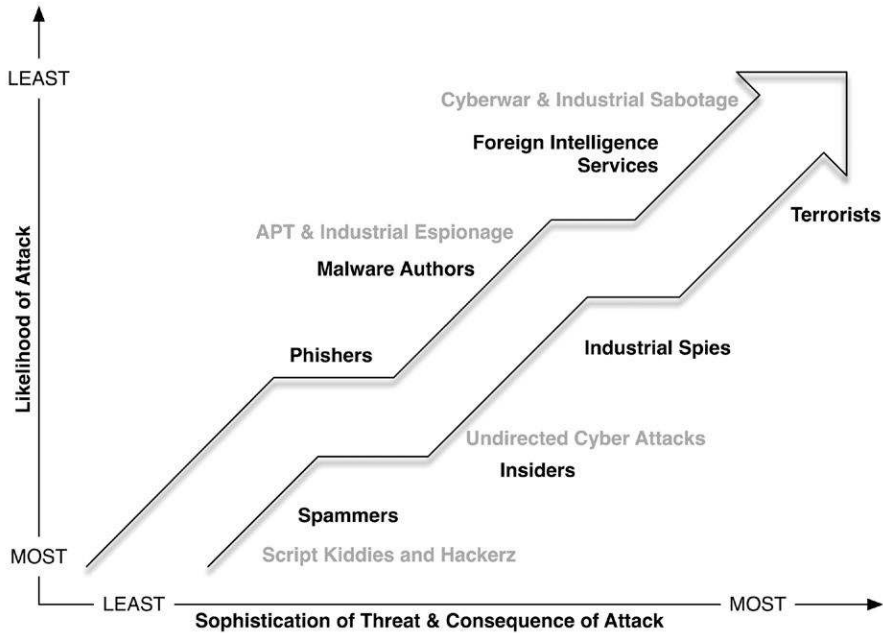 LEAST
Cyberwar & Industrial Sabotage
Foreign Intelligence
Services
Terrorists
APT & Industrial Espionage
Malware Authors
Likelihood of Attack
Phishers
Industrial Spies
Undirected Cyber Attacks
Insiders
Spammers
Script Kiddies and Hackerz
MOST
LEAST
MOST
Sophistication of Threat & Consequence of Attack